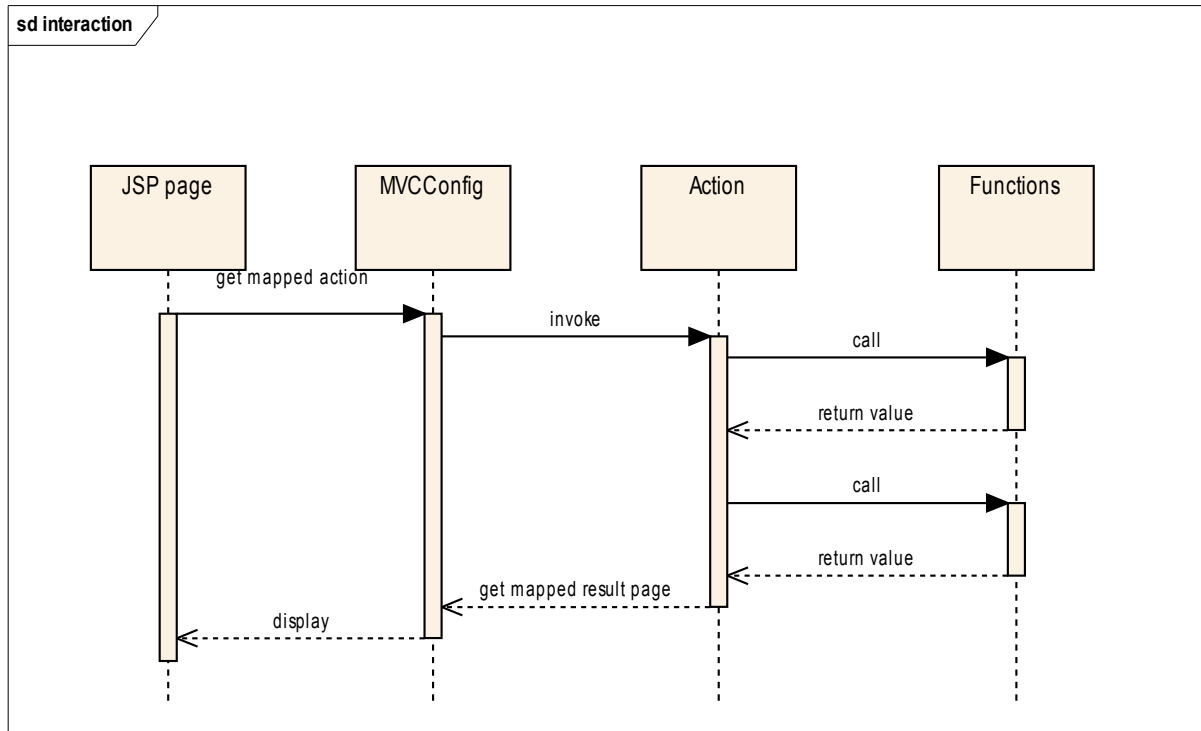 sd interaction
JSP page
MVCConfig
Action
Functions
get mapped action
invoke
call
return value
call
return value
get mapped result page
display